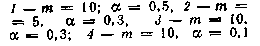 1 – m = 10; α = 0,5, 2 – m =
= 5, α = 0,3, 3 – m = 10.
α = 0,3; 4 – m = 10, α = 0,1